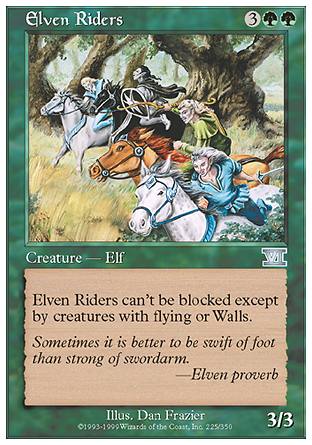 Elven Riders 3
Creature — Elf VI
Elven Riders can't be blocked except
by creatures with flying or Walls.
Sometimes it is better to be swift of foot
than strong of swordarm.
—Elven proverb
Illus. Dan Frazier
©1993-1999 Wizards of the Coast, Inc. 225/350
3/3